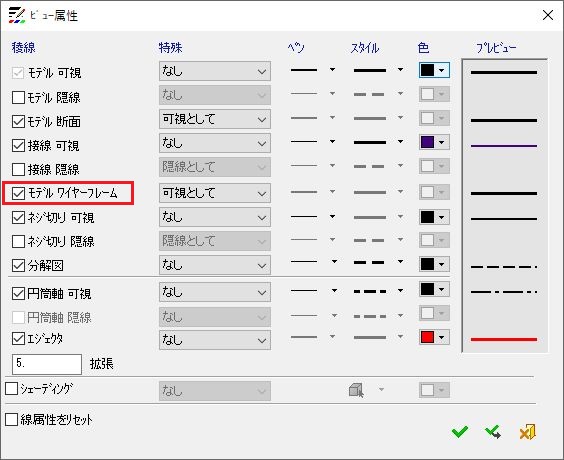 ビュー属性
稜線 特殊 ペン スタイル 色 プレビュー
モデル 可視 なし
モデル 隠線 なし
モデル 断面 可視として
接線 可視 なし
接線 隠線 隠線として
モデル ワイヤーフレーム 可視として
ネジ切り 可視 なし
ネジ切り 隠線 隠線として
分解図 なし
円筒軸 可視 なし
円筒軸 隠線 なし
エジェクタ なし
5. 拡張
シェーディング なし
線属性をリセット